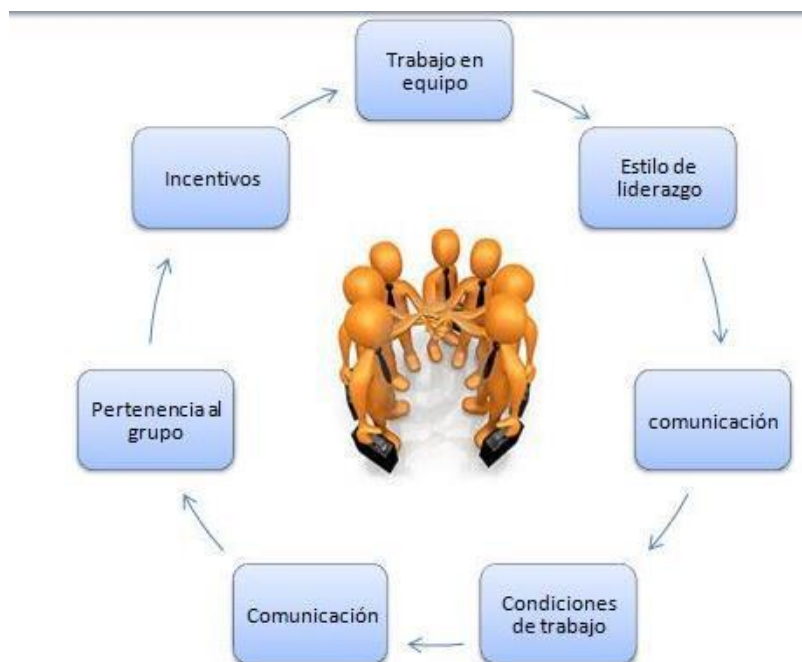 Trabajo en
equipo
Estilo de
liderazgo
comunicación
Condiciones
de trabajo
Comunicación
Pertenencia al
grupo
Incentivos